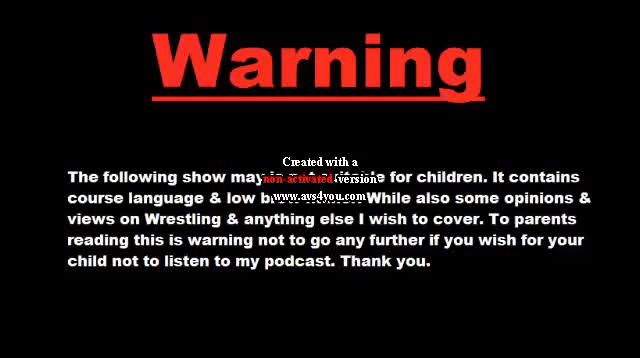 Warning
Created with a
The following show may for children. It contains
non-activated version
course language & low While also some opinions &
www.avs4you.com
views on Wrestling & anything else I wish to cover. To parents
reading this is warning not to go any further if you wish for your
child not to listen to my podcast. Thank you.